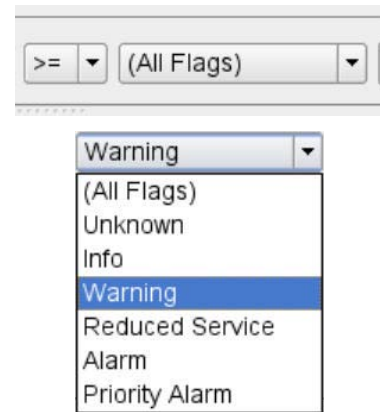 >= (All Flags)
Warning
(All Flags)
Unknown
Info
Warning
Reduced Service
Alarm
Priority Alarm